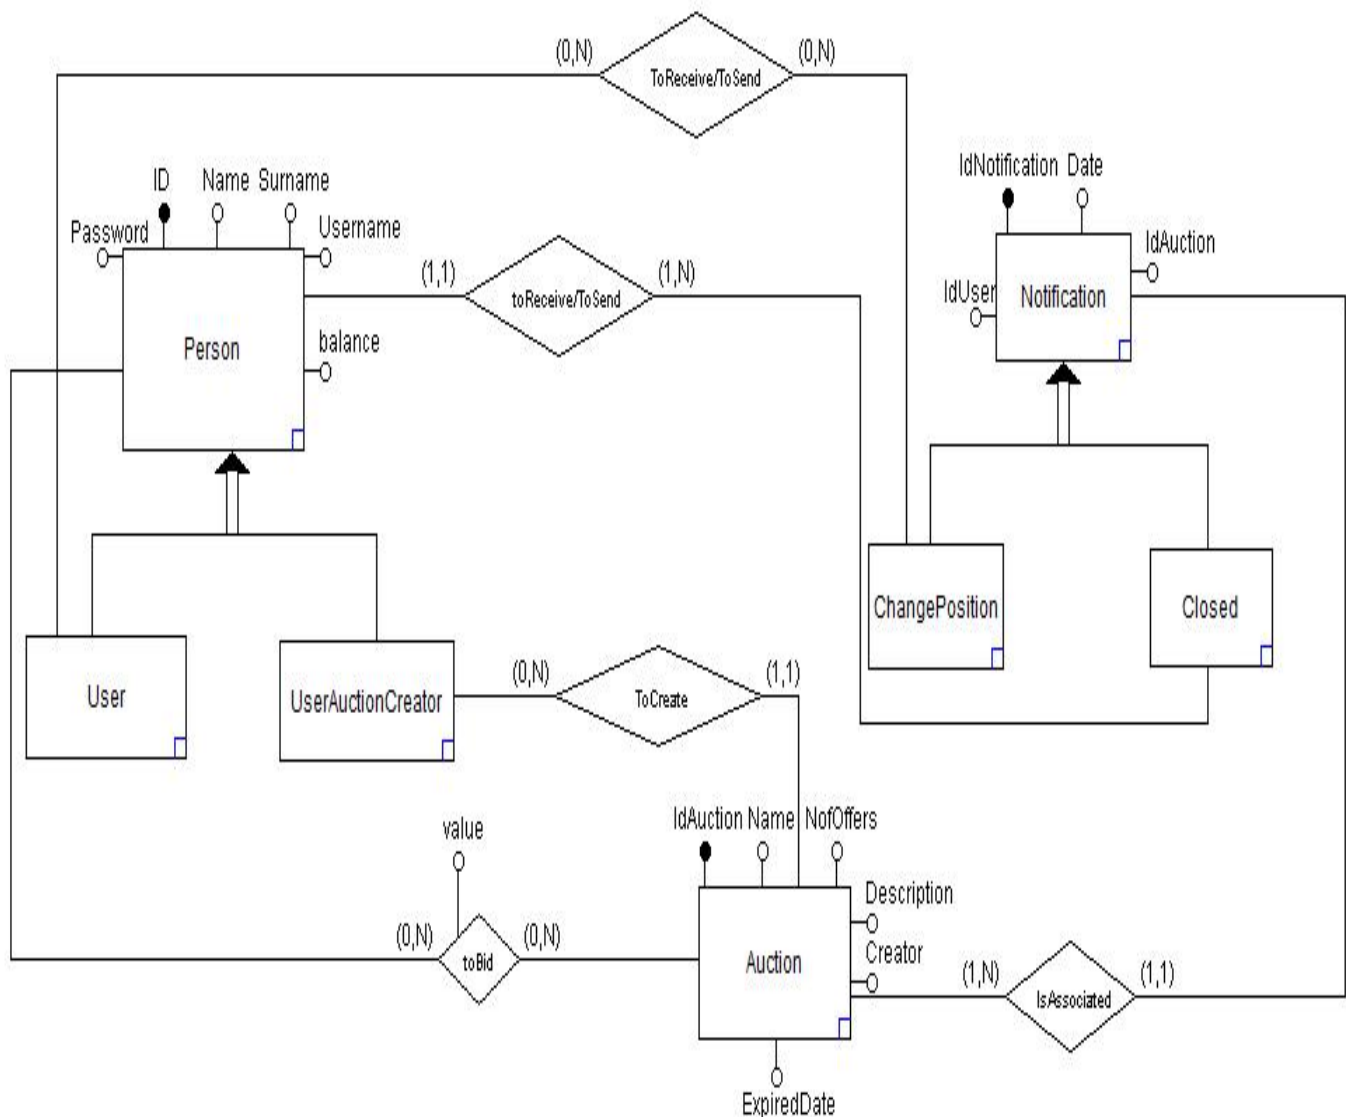 (0,N) ToReceive/ToSend (0,N)
ID Name Surname
Password Username
IdNotification Date
IdAuction
(1,1) toReceive/ToSend (1,N)
IdUser Notification
Person balance
ChangePosition Closed
User UserAuctionCreator
(0,N) ToCreate (1,1)
IdAuction Name NofOffers
value
Description
(0,N) toBid (0,N)
Auction Creator
(1,N) IsAssociated (1,1)
ExpiredDate